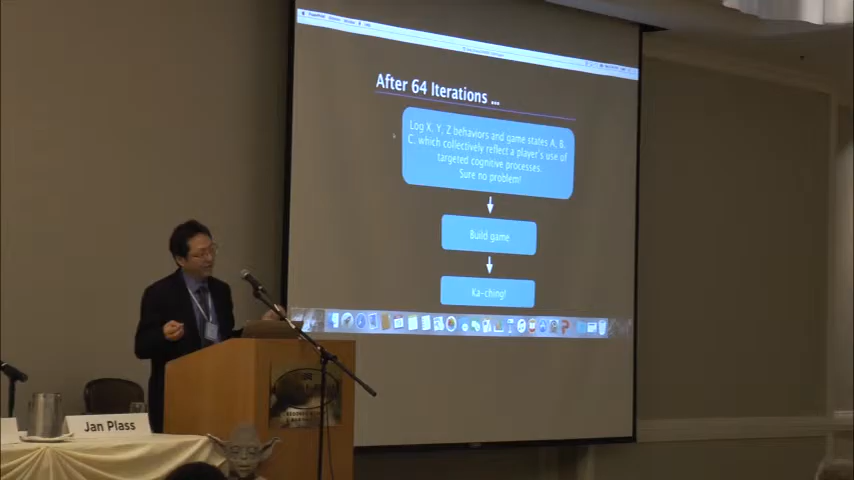 After 64 Iterations ...
Log X, Y, Z behaviors and game states A, B,
C, which collectively reflect a player's use of
targeted cognitive processes.
Sure no problem!
Build game
Ka-ching!
Jan Plass